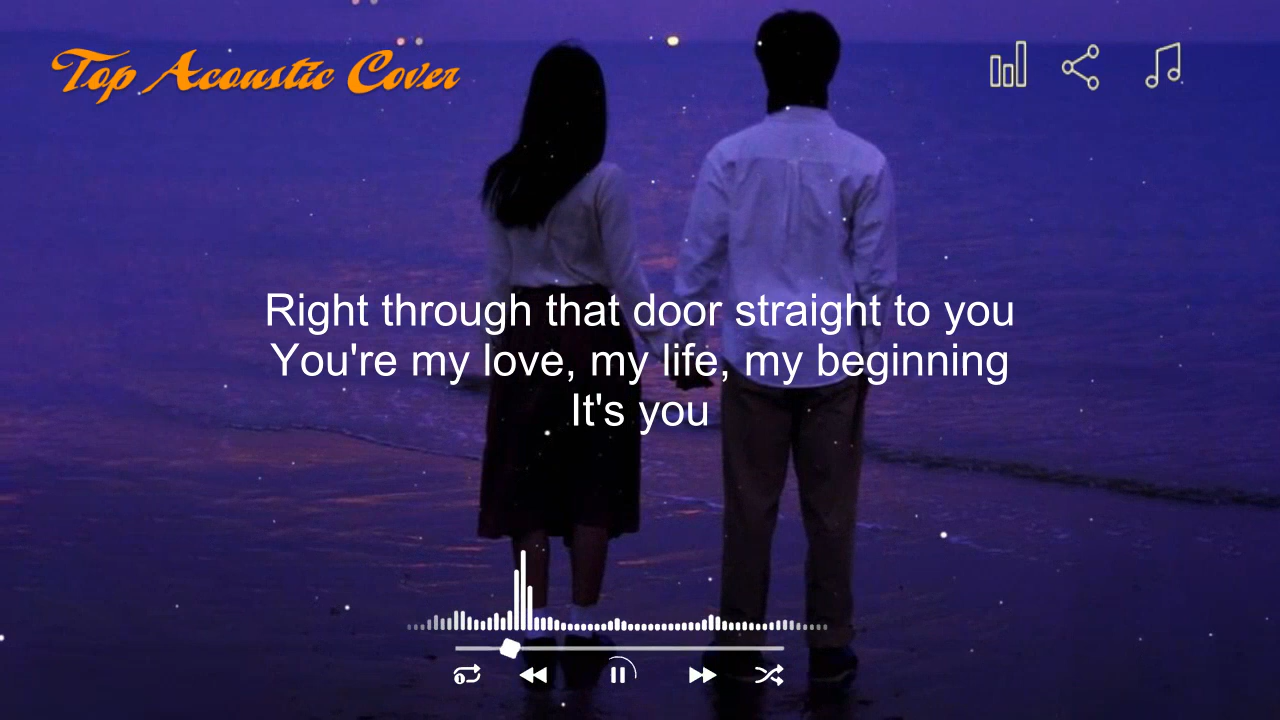 Top Acoustic Cover
Right through that door straight to you
You're my love, my life, my beginning
It's you
1